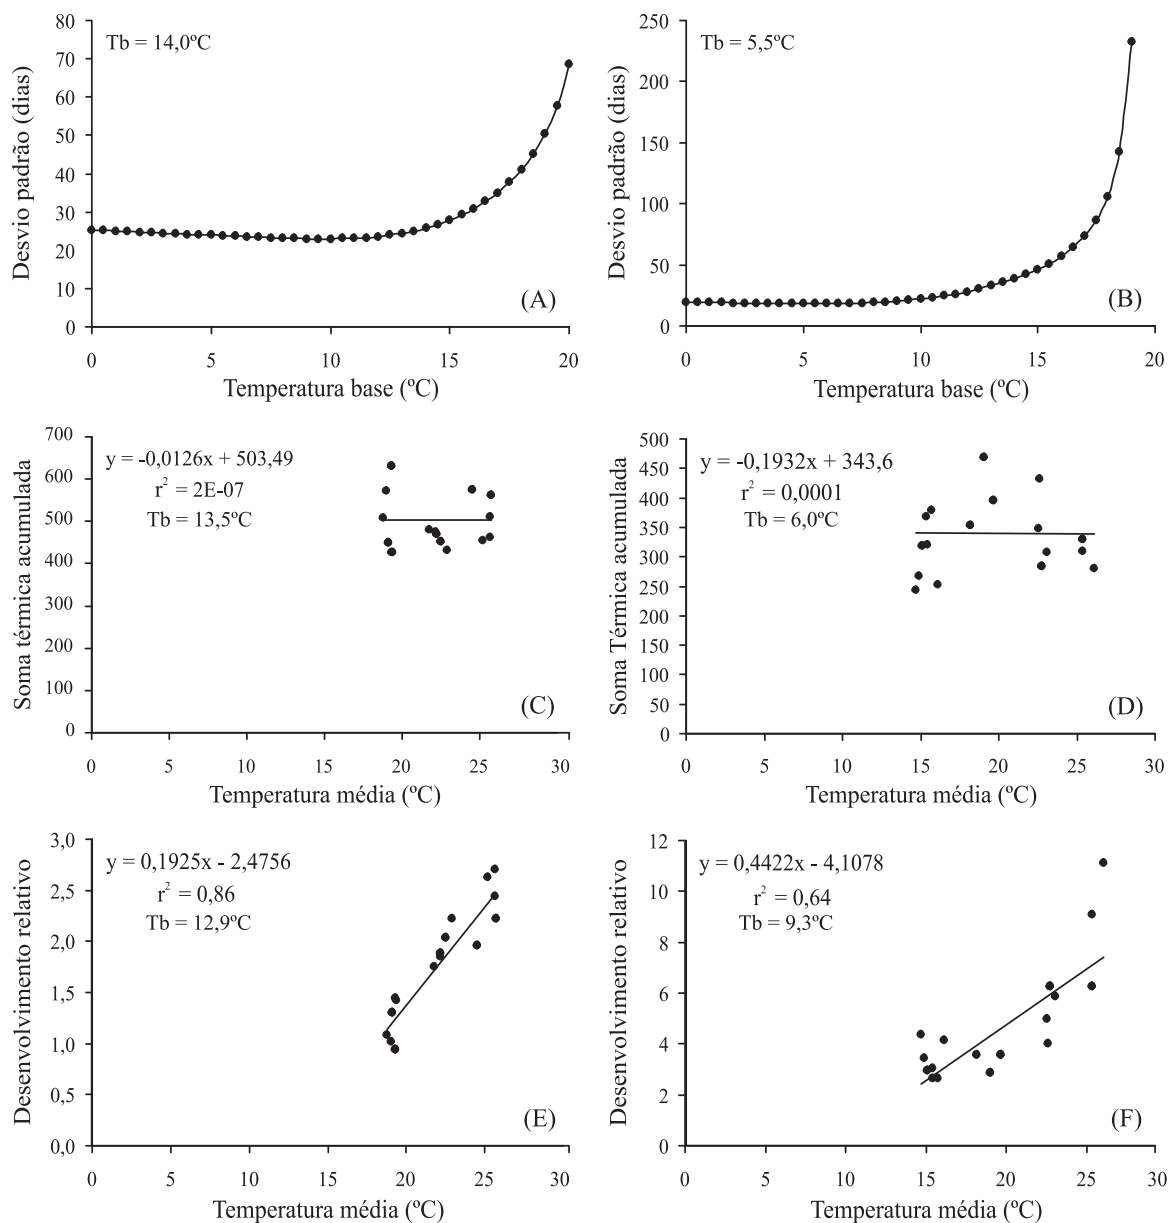 80
70
60
50
40
30
20
10
0
Desvio padrão (dias)
Tb = 14,0ºC
(A)
0 5 10 15 20
Temperatura base (ºC)
250
200
150
100
50
0
Desvio padrão (dias)
Tb = 5,5ºC
(B)
0 5 10 15 20
Temperatura base (ºC)
700
600
500
400
300
200
100
0
Soma térmica acumulada
y = -0,0126x + 503,49
r² = 2E-07
Tb = 13,5ºC
(C)
0 5 10 15 20 25 30
Temperatura média (ºC)
500
450
400
350
300
250
200
150
100
50
0
Soma Térmica acumulada
y = -0,1932x + 343,6
r² = 0,0001
Tb = 6,0ºC
(D)
0 5 10 15 20 25 30
Temperatura média (ºC)
3,0
2,5
2,0
1,5
1,0
0,5
0,0
Desenvolvimento relativo
y = 0,1925x - 2,4756
r² = 0,86
Tb = 12,9ºC
(E)
0 5 10 15 20 25 30
Temperatura média (ºC)
12
10
8
6
4
2
0
Desenvolvimento relativo
y = 0,4422x - 4,1078
r² = 0,64
Tb = 9,3ºC
(F)
0 5 10 15 20 25 30
Temperatura média (ºC)